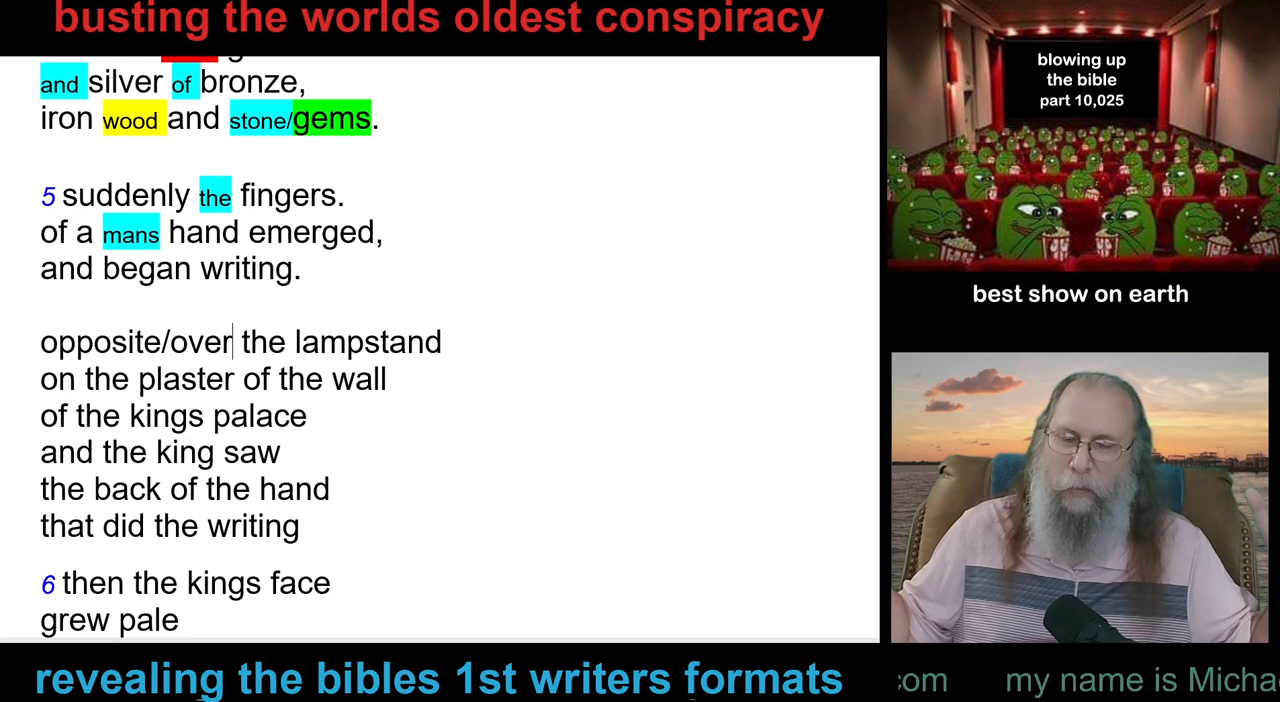 busting the worlds oldest conspiracy
and silver of bronze,
iron wood and stone/gems.
5 suddenly the fingers.
of a mans hand emerged,
and began writing.
opposite/over the lampstand
on the plaster of the wall
of the kings palace
and the king saw
the back of the hand
that did the writing
6 then the kings face
grew pale
revealing the bibles 1st writers formats
blowing up
the bible
part 10,025
best show on earth
com my name is Micha